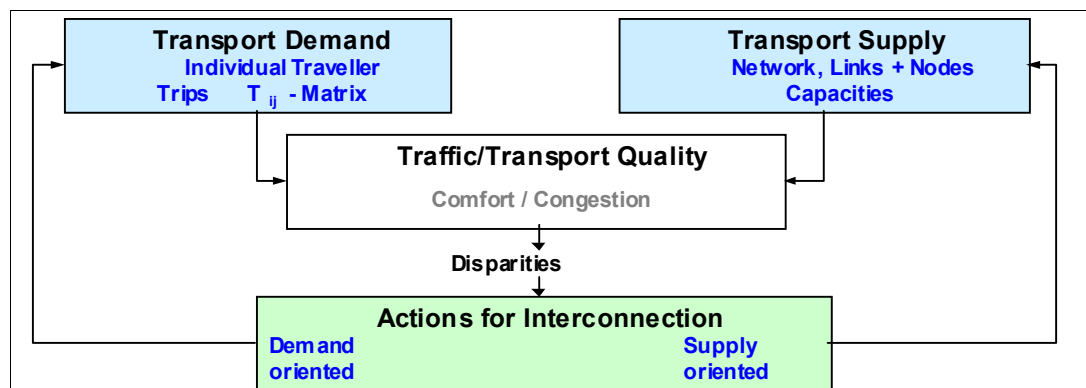 Transport Demand
Individual Traveller
Trips T ij - Matrix
Transport Supply
Network, Links + Nodes
Capacities
Traffic/Transport Quality
Comfort / Congestion
Disparities
Actions for Interconnection
Demand
oriented
Supply
oriented